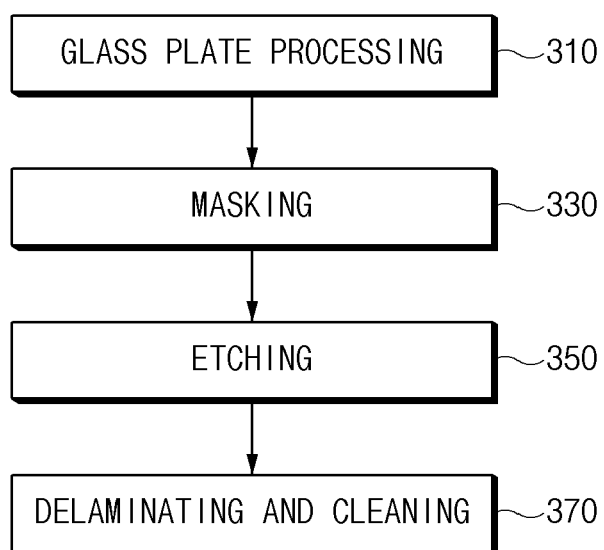 GLASS PLATE PROCESSING 310
MASKING 330
ETCHING 350
DELAMINATING AND CLEANING 370